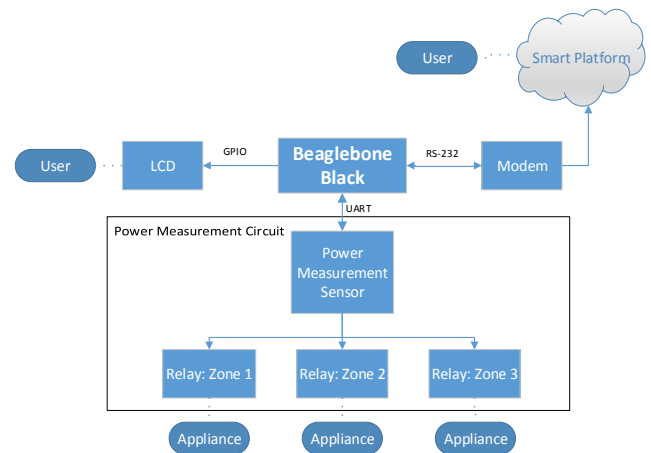 User
Smart Platform
User
LCD
GPIO
Beaglebone
Black
RS-232
Modem
UART
Power Measurement Circuit
Power
Measurement
Sensor
Relay: Zone 1
Relay: Zone 2
Relay: Zone 3
Appliance
Appliance
Appliance